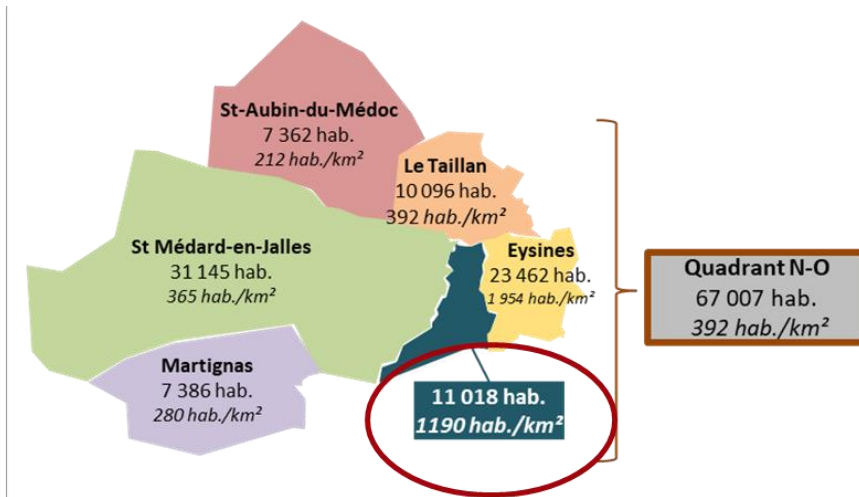 St-Aubin-du-Médoc
7 362 hab.
212 hab./km²
Le Taillan
10 096 hab.
392 hab./km²
St Médard-en-Jalles
31 145 hab.
365 hab./km²
Eysines
23 462 hab.
1 954 hab./km²
Quadrant N-O
67 007 hab.
392 hab./km²
Martignas
7 386 hab.
280 hab./km²
11 018 hab.
1190 hab./km²